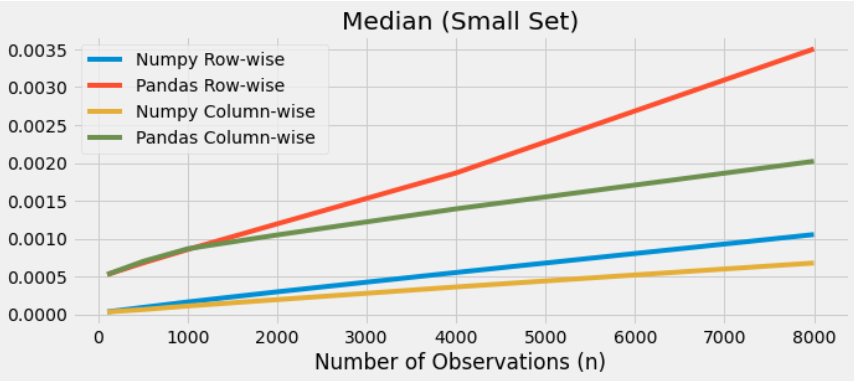 Median (Small Set)
0.0035
0.0030
0.0025
0.0020
0.0015
0.0010
0.0005
0.0000
Numpy Row-wise
Pandas Row-wise
Numpy Column-wise
Pandas Column-wise
0 1000 2000 3000 4000 5000 6000 7000 8000
Number of Observations (n)